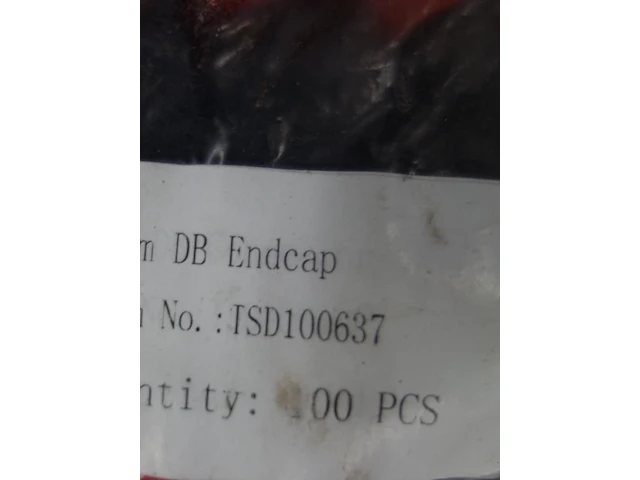 m DB Endcap
No.:TSD100637
ntity: 00 PCS